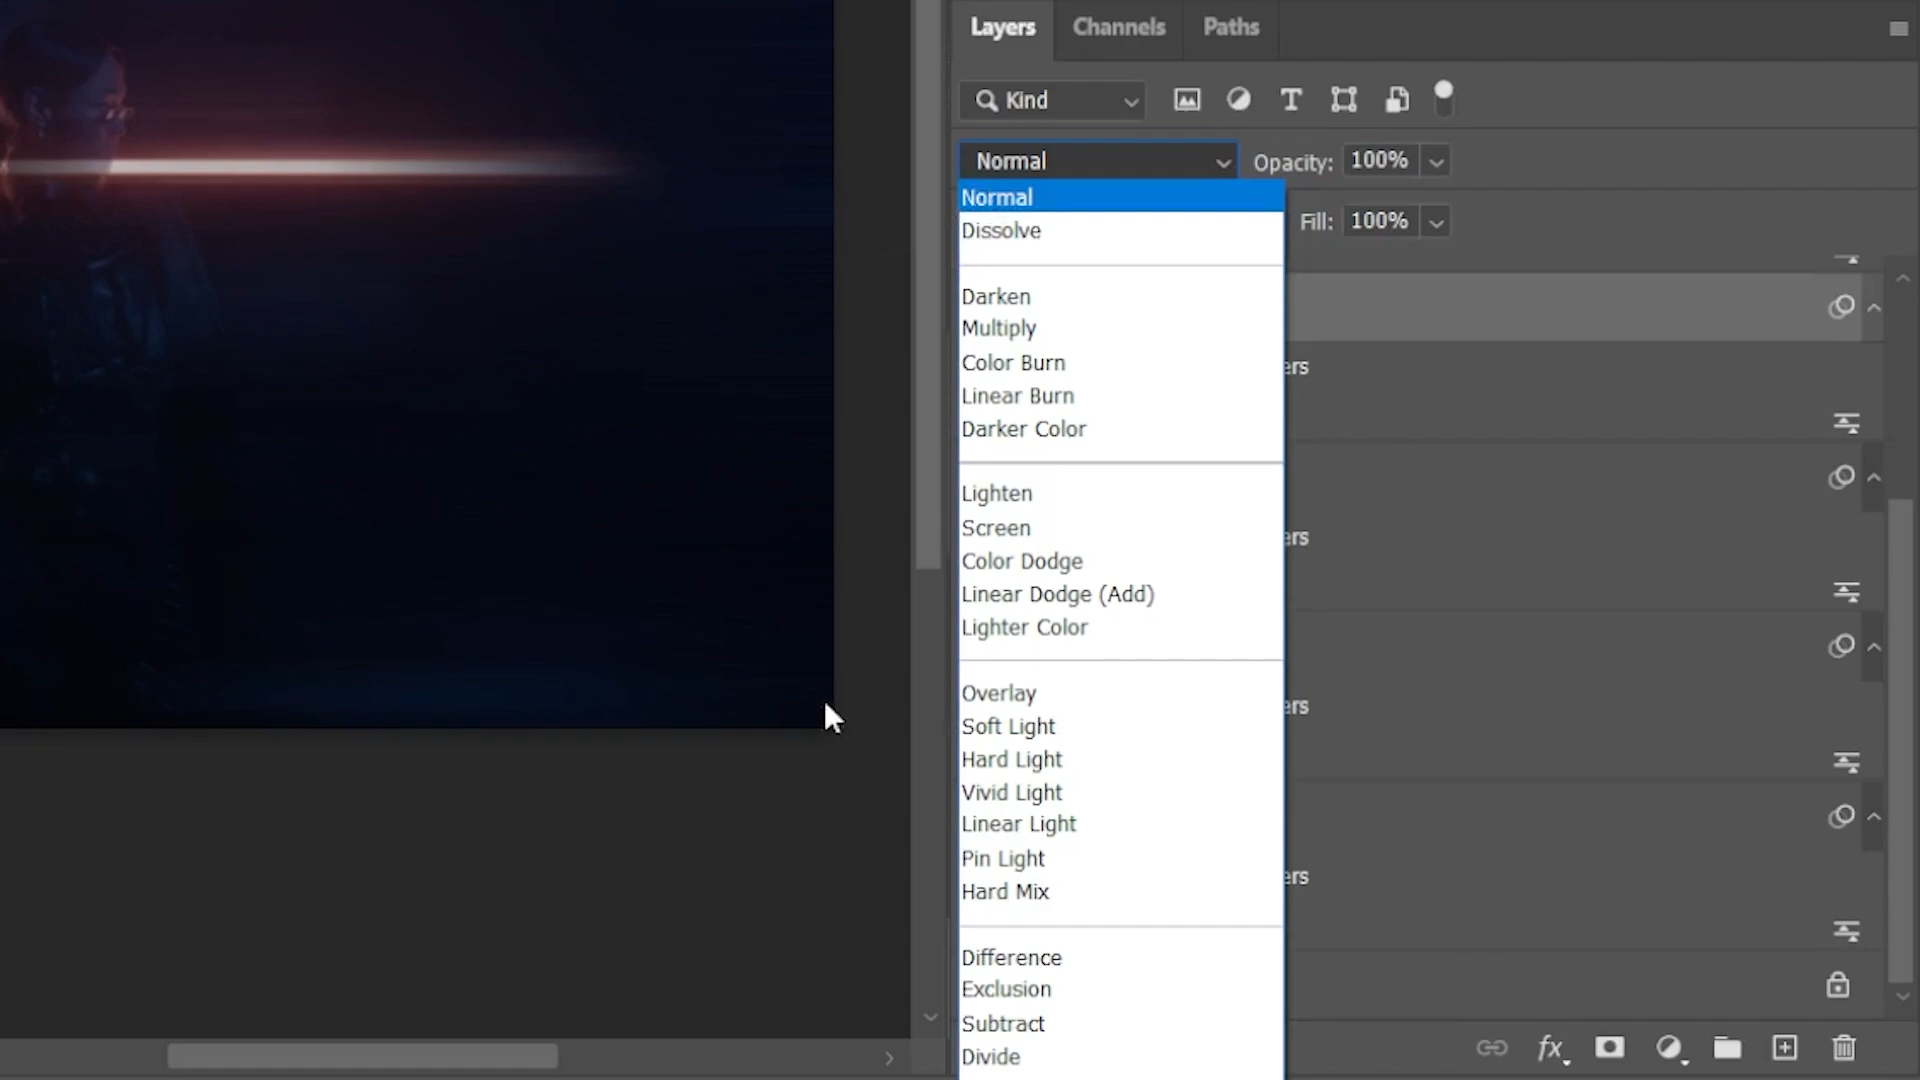 Layers Channels Paths
Kind
Normal Opacity: 100%
Normal
Dissolve
Fill: 100%
Darken
Multiply
Color Burn
Linear Burn
Darker Color
Lighten
Screen
Color Dodge
Linear Dodge (Add)
Lighter Color
Overlay
Soft Light
Hard Light
Vivid Light
Linear Light
Pin Light
Hard Mix
Difference
Exclusion
Subtract
Divide
ers
ers
ers
ers
fx